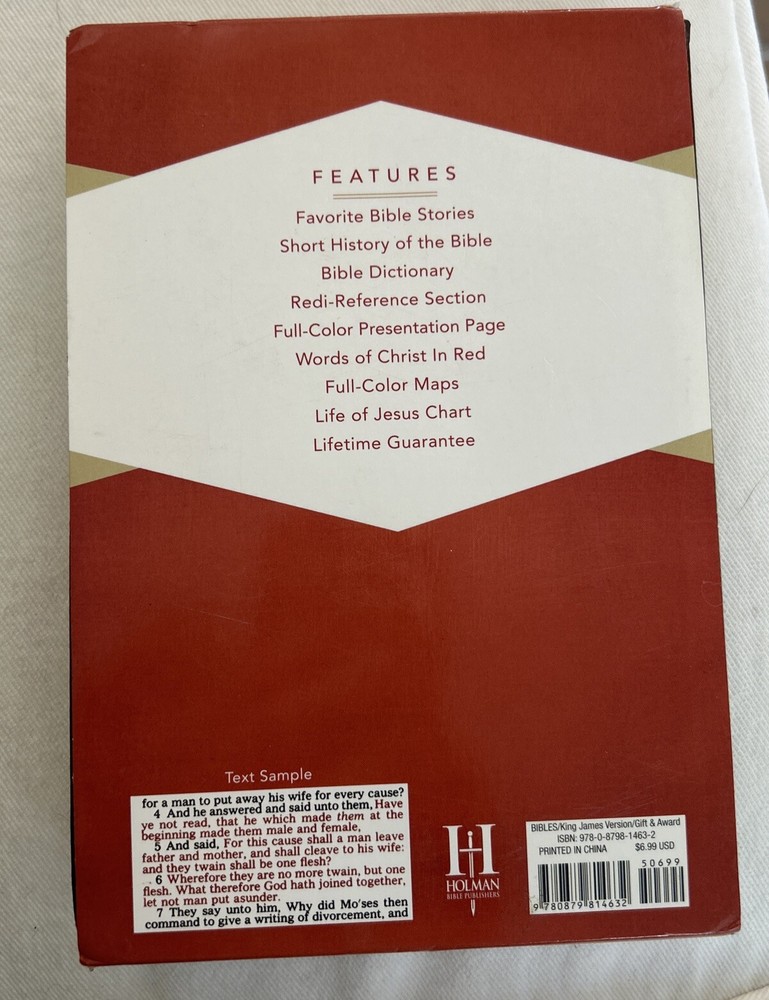 FEATURES
Favorite Bible Stories
Short History of the Bible
Bible Dictionary
Redi-Reference Section
Full-Color Presentation Page
Words of Christ In Red
Full-Color Maps
Life of Jesus Chart
Lifetime Guarantee
Text Sample
for a man to put away his wife for every cause?
4 And he answered and said unto them, Have
ye not read, that he which made them at the
beginning made them male and female,
5 And said, For this cause shall a man leave
father and mother, and shall cleave to his wife:
and they twain shall be one flesh?
6 Wherefore they are no more twain, but one
flesh. What therefore God hath joined together,
let not man put asunder.
7 They say unto him, Why did Mo'ses then
command to give a writing of divorcement, and
H
HOLMAN
BIBLE PUBLISHERS
BIBLES/King James Version/Gift & Award
ISBN: 978-0-8798-1463-2
PRINTED IN CHINA $6.99 USD
50699
9 780879 814632